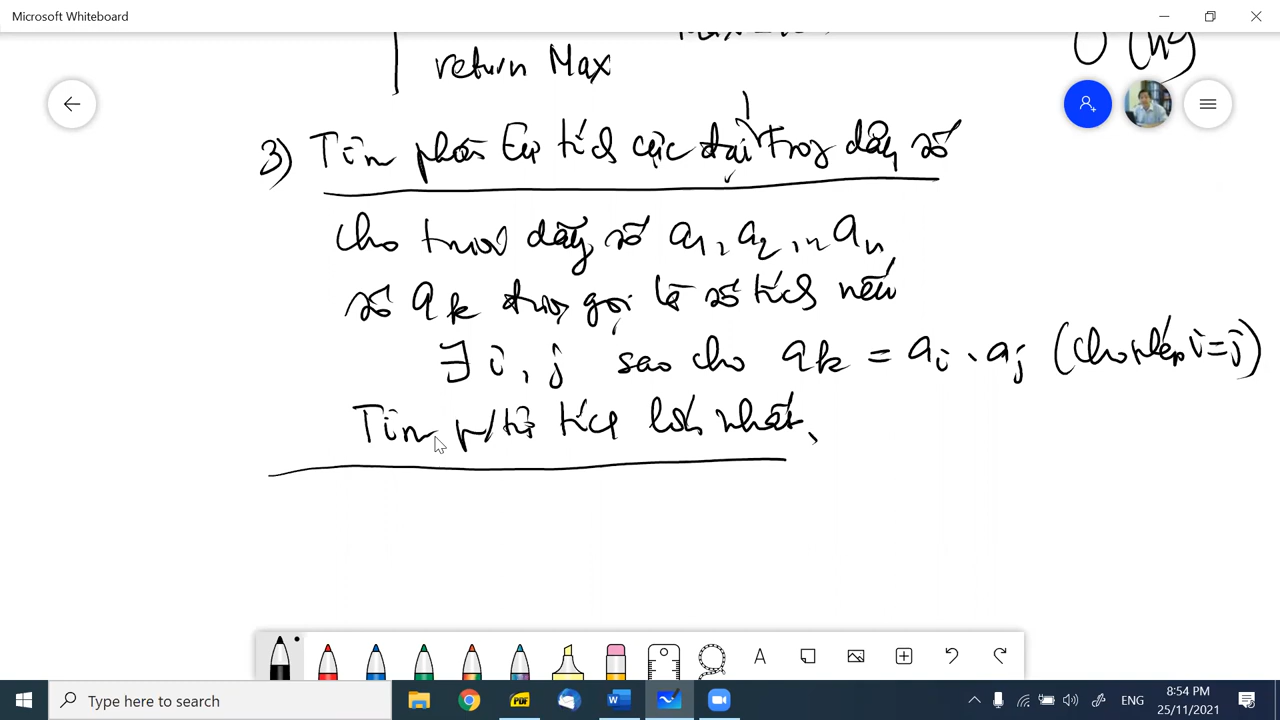 Microsoft Whiteboard
return Max
3) Tìm phần tử tích cực đại trong dãy số
Cho trước dãy số a1, a2, ..., an
số ak được gọi là số tích nếu
∃ i, j sao cho ak = ai . aj (cho phép i=j)
Tìm p/tử tích lớn nhất.
Type here to search
ENG
8:54 PM
25/11/2021